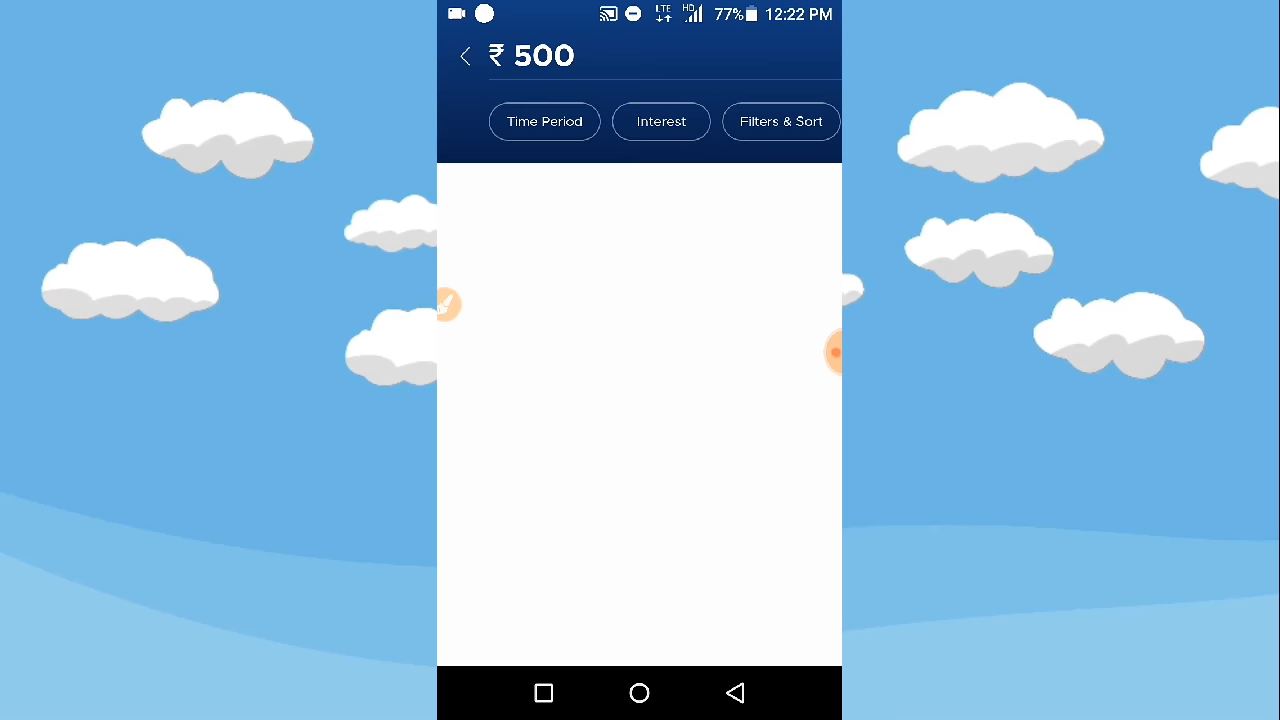 LTE HD 77% 12:22 PM
₹ 500
Time Period Interest Filters & Sort